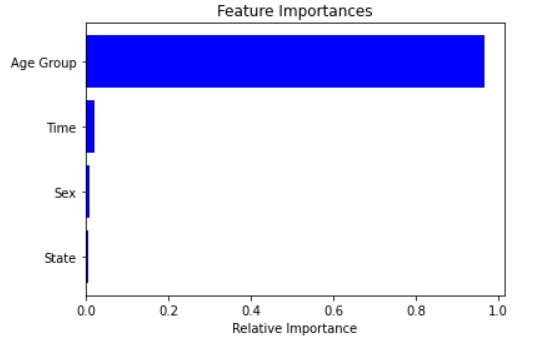 Feature Importances
Age Group
Time
Sex
State
0.0 0.2 0.4 0.6 0.8 1.0
Relative Importance